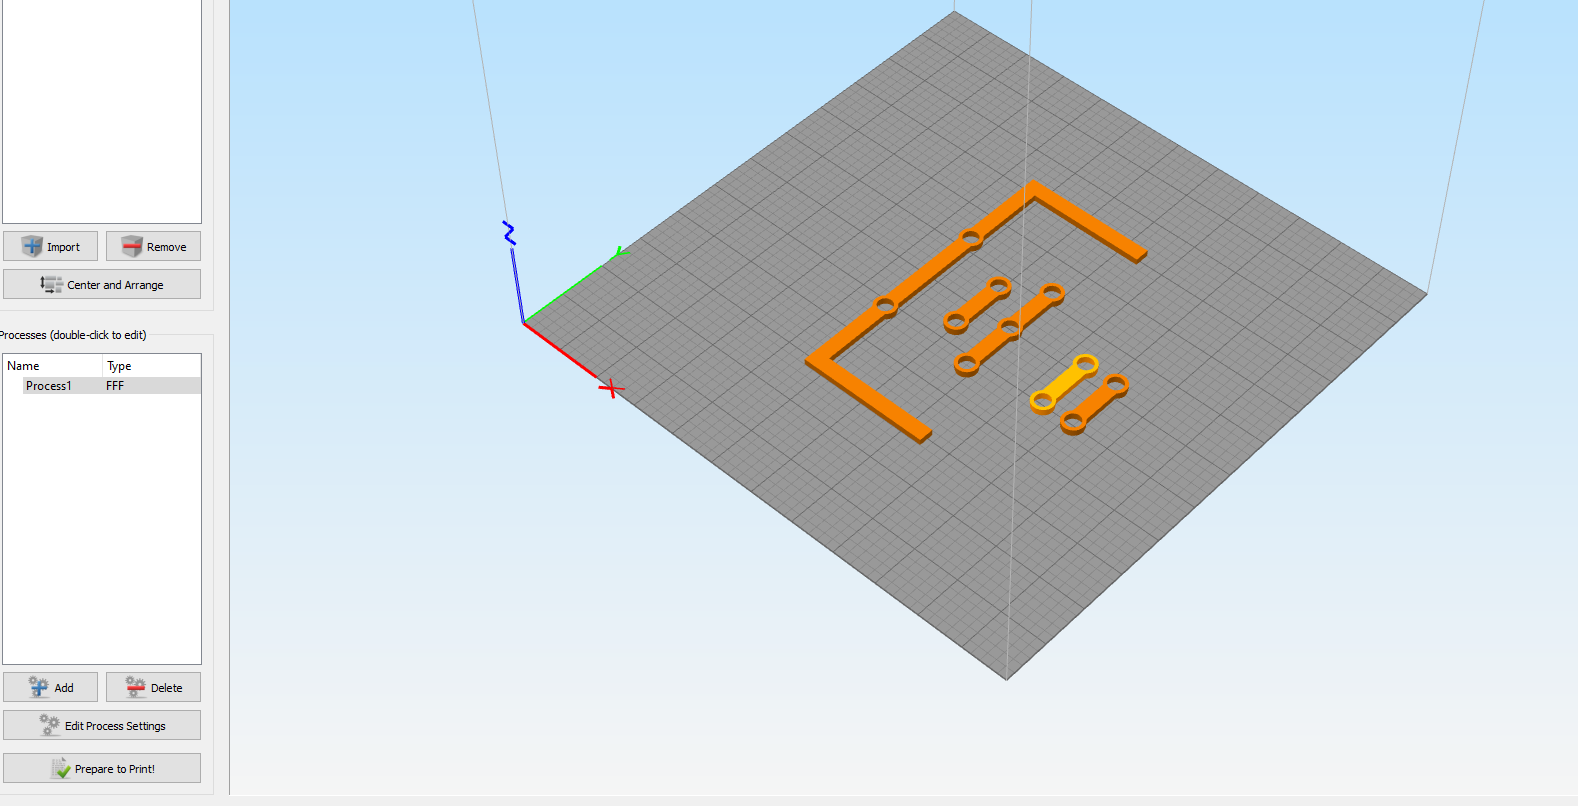 Import
Remove
Center and Arrange
Processes (double-click to edit)
Name Type
Process1 FFF
Add
Delete
Edit Process Settings
Prepare to Print!
Z
Y
X